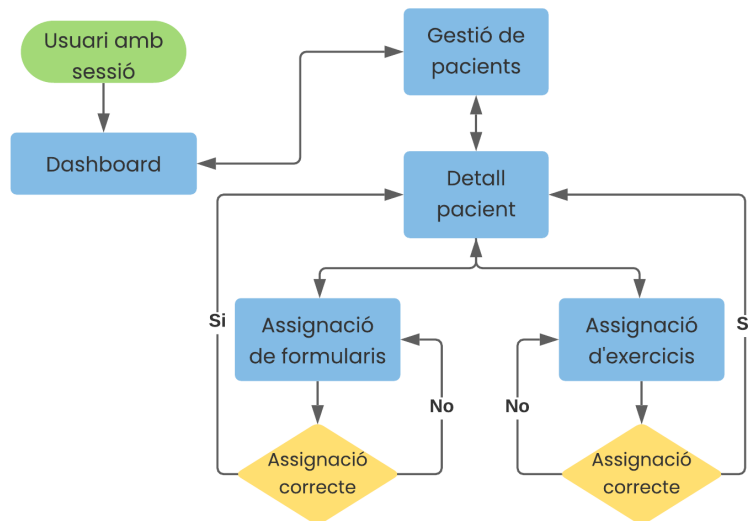 Usuari amb
sessió
Gestió de
pacients
Dashboard
Detall
pacient
Si
S
Assignació
de formularis
Assignació
d'exercicis
No
No
Assignació
correcte
Assignació
correcte